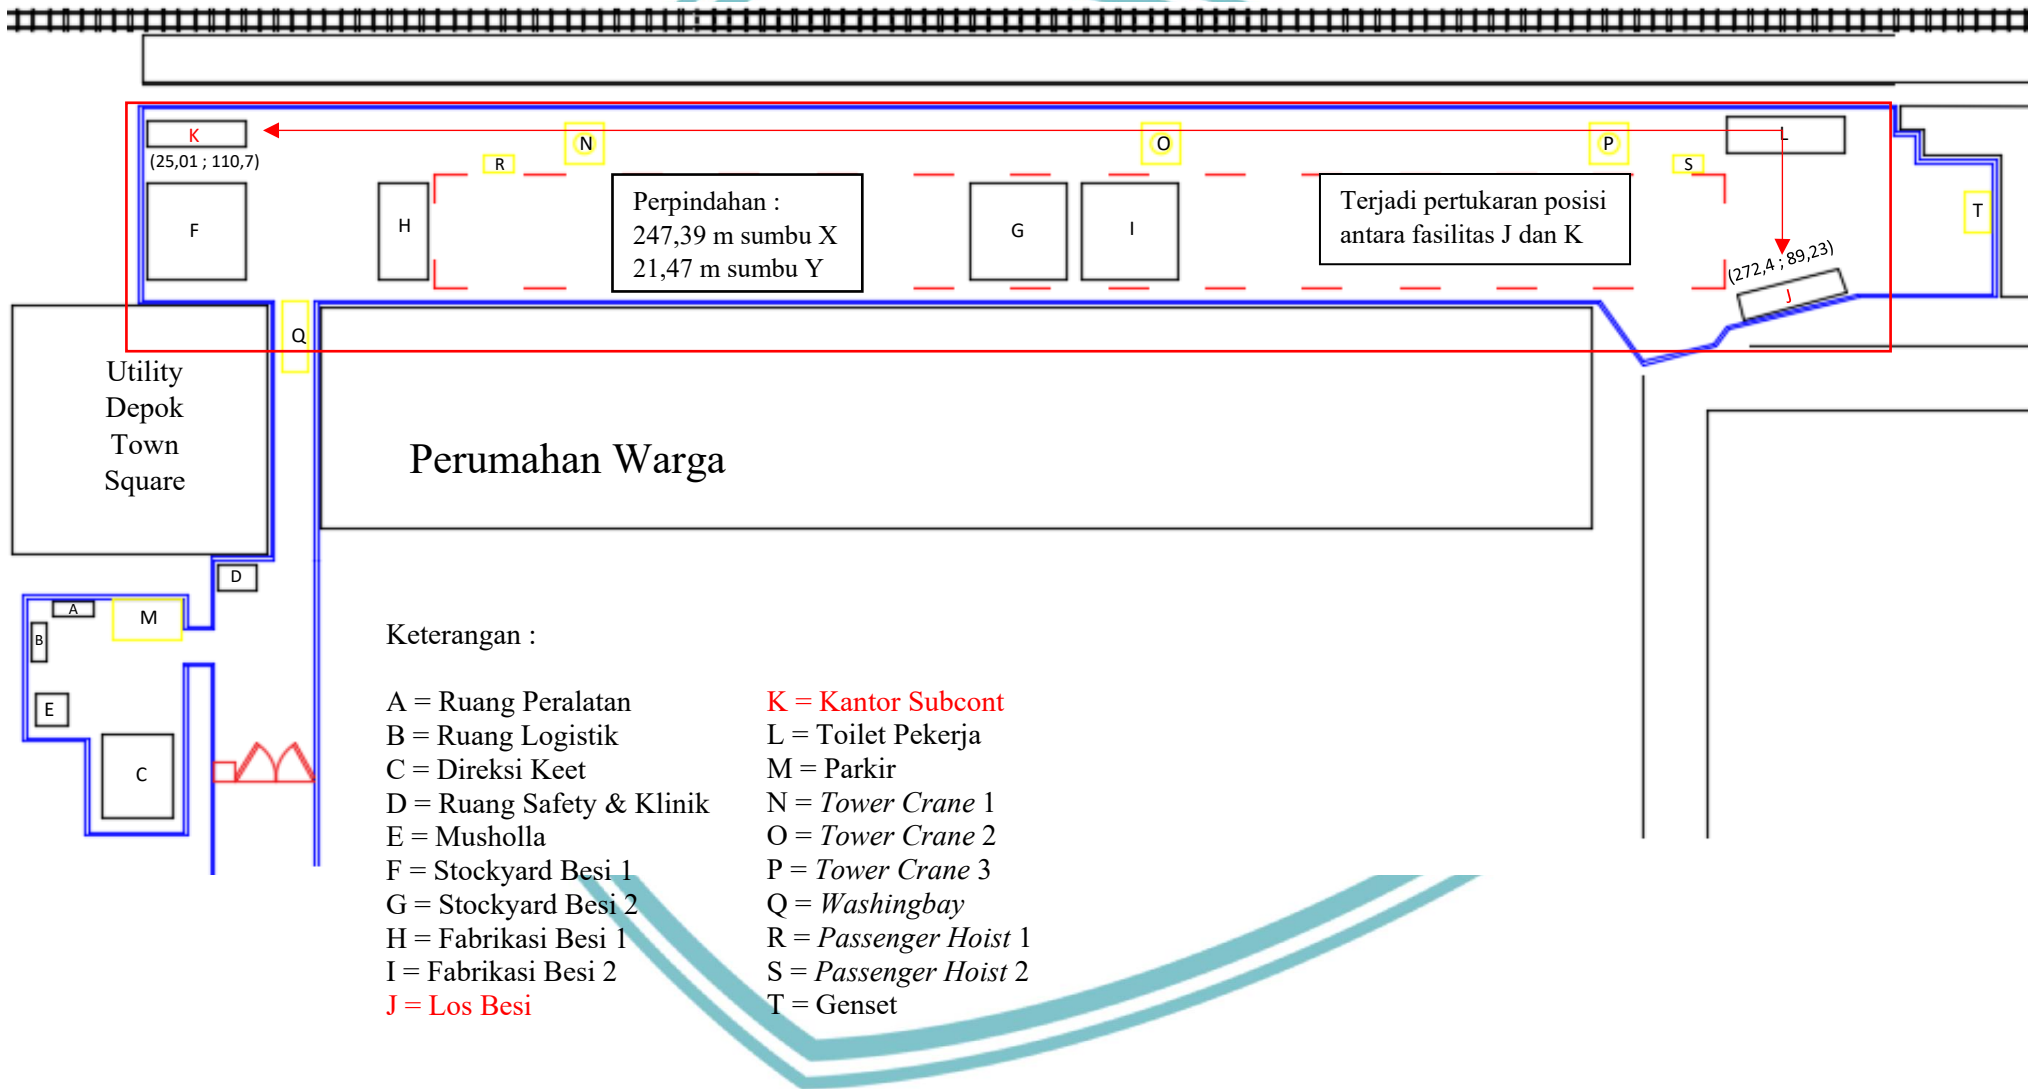 K
N
O
P
L
R
S
(25,01 ; 110,7)
F
H
Perpindahan :
247,39 m sumbu X
21,47 m sumbu Y
G
I
Terjadi pertukaran posisi
antara fasilitas J dan K
T
(272,4 ; 89,23)
J
Q
Utility
Depok
Town
Square
Perumahan Warga
D
A
M
B
E
C
Keterangan :
A = Ruang Peralatan
B = Ruang Logistik
C = Direksi Keet
D = Ruang Safety & Klinik
E = Musholla
F = Stockyard Besi 1
G = Stockyard Besi 2
H = Fabrikasi Besi 1
I = Fabrikasi Besi 2
J = Los Besi
K = Kantor Subcont
L = Toilet Pekerja
M = Parkir
N = Tower Crane 1
O = Tower Crane 2
P = Tower Crane 3
Q = Washingbay
R = Passenger Hoist 1
S = Passenger Hoist 2
T = Genset